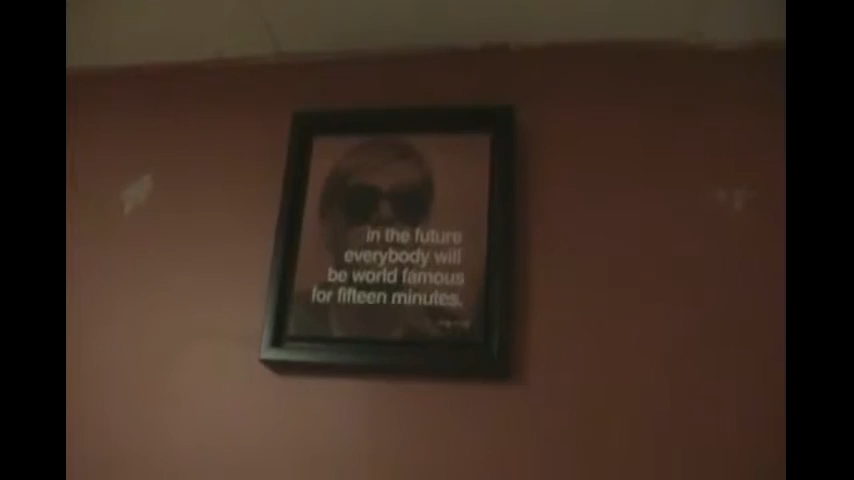 in the future
everybody will
be world famous
for fifteen minutes.